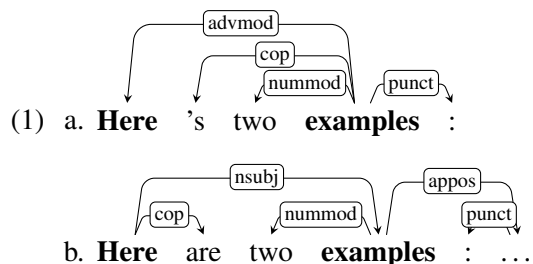 advmod
cop
nummod
punct
(1) a. Here 's two examples :
nsubj
appos
cop
nummod
punct
b. Here are two examples : ...